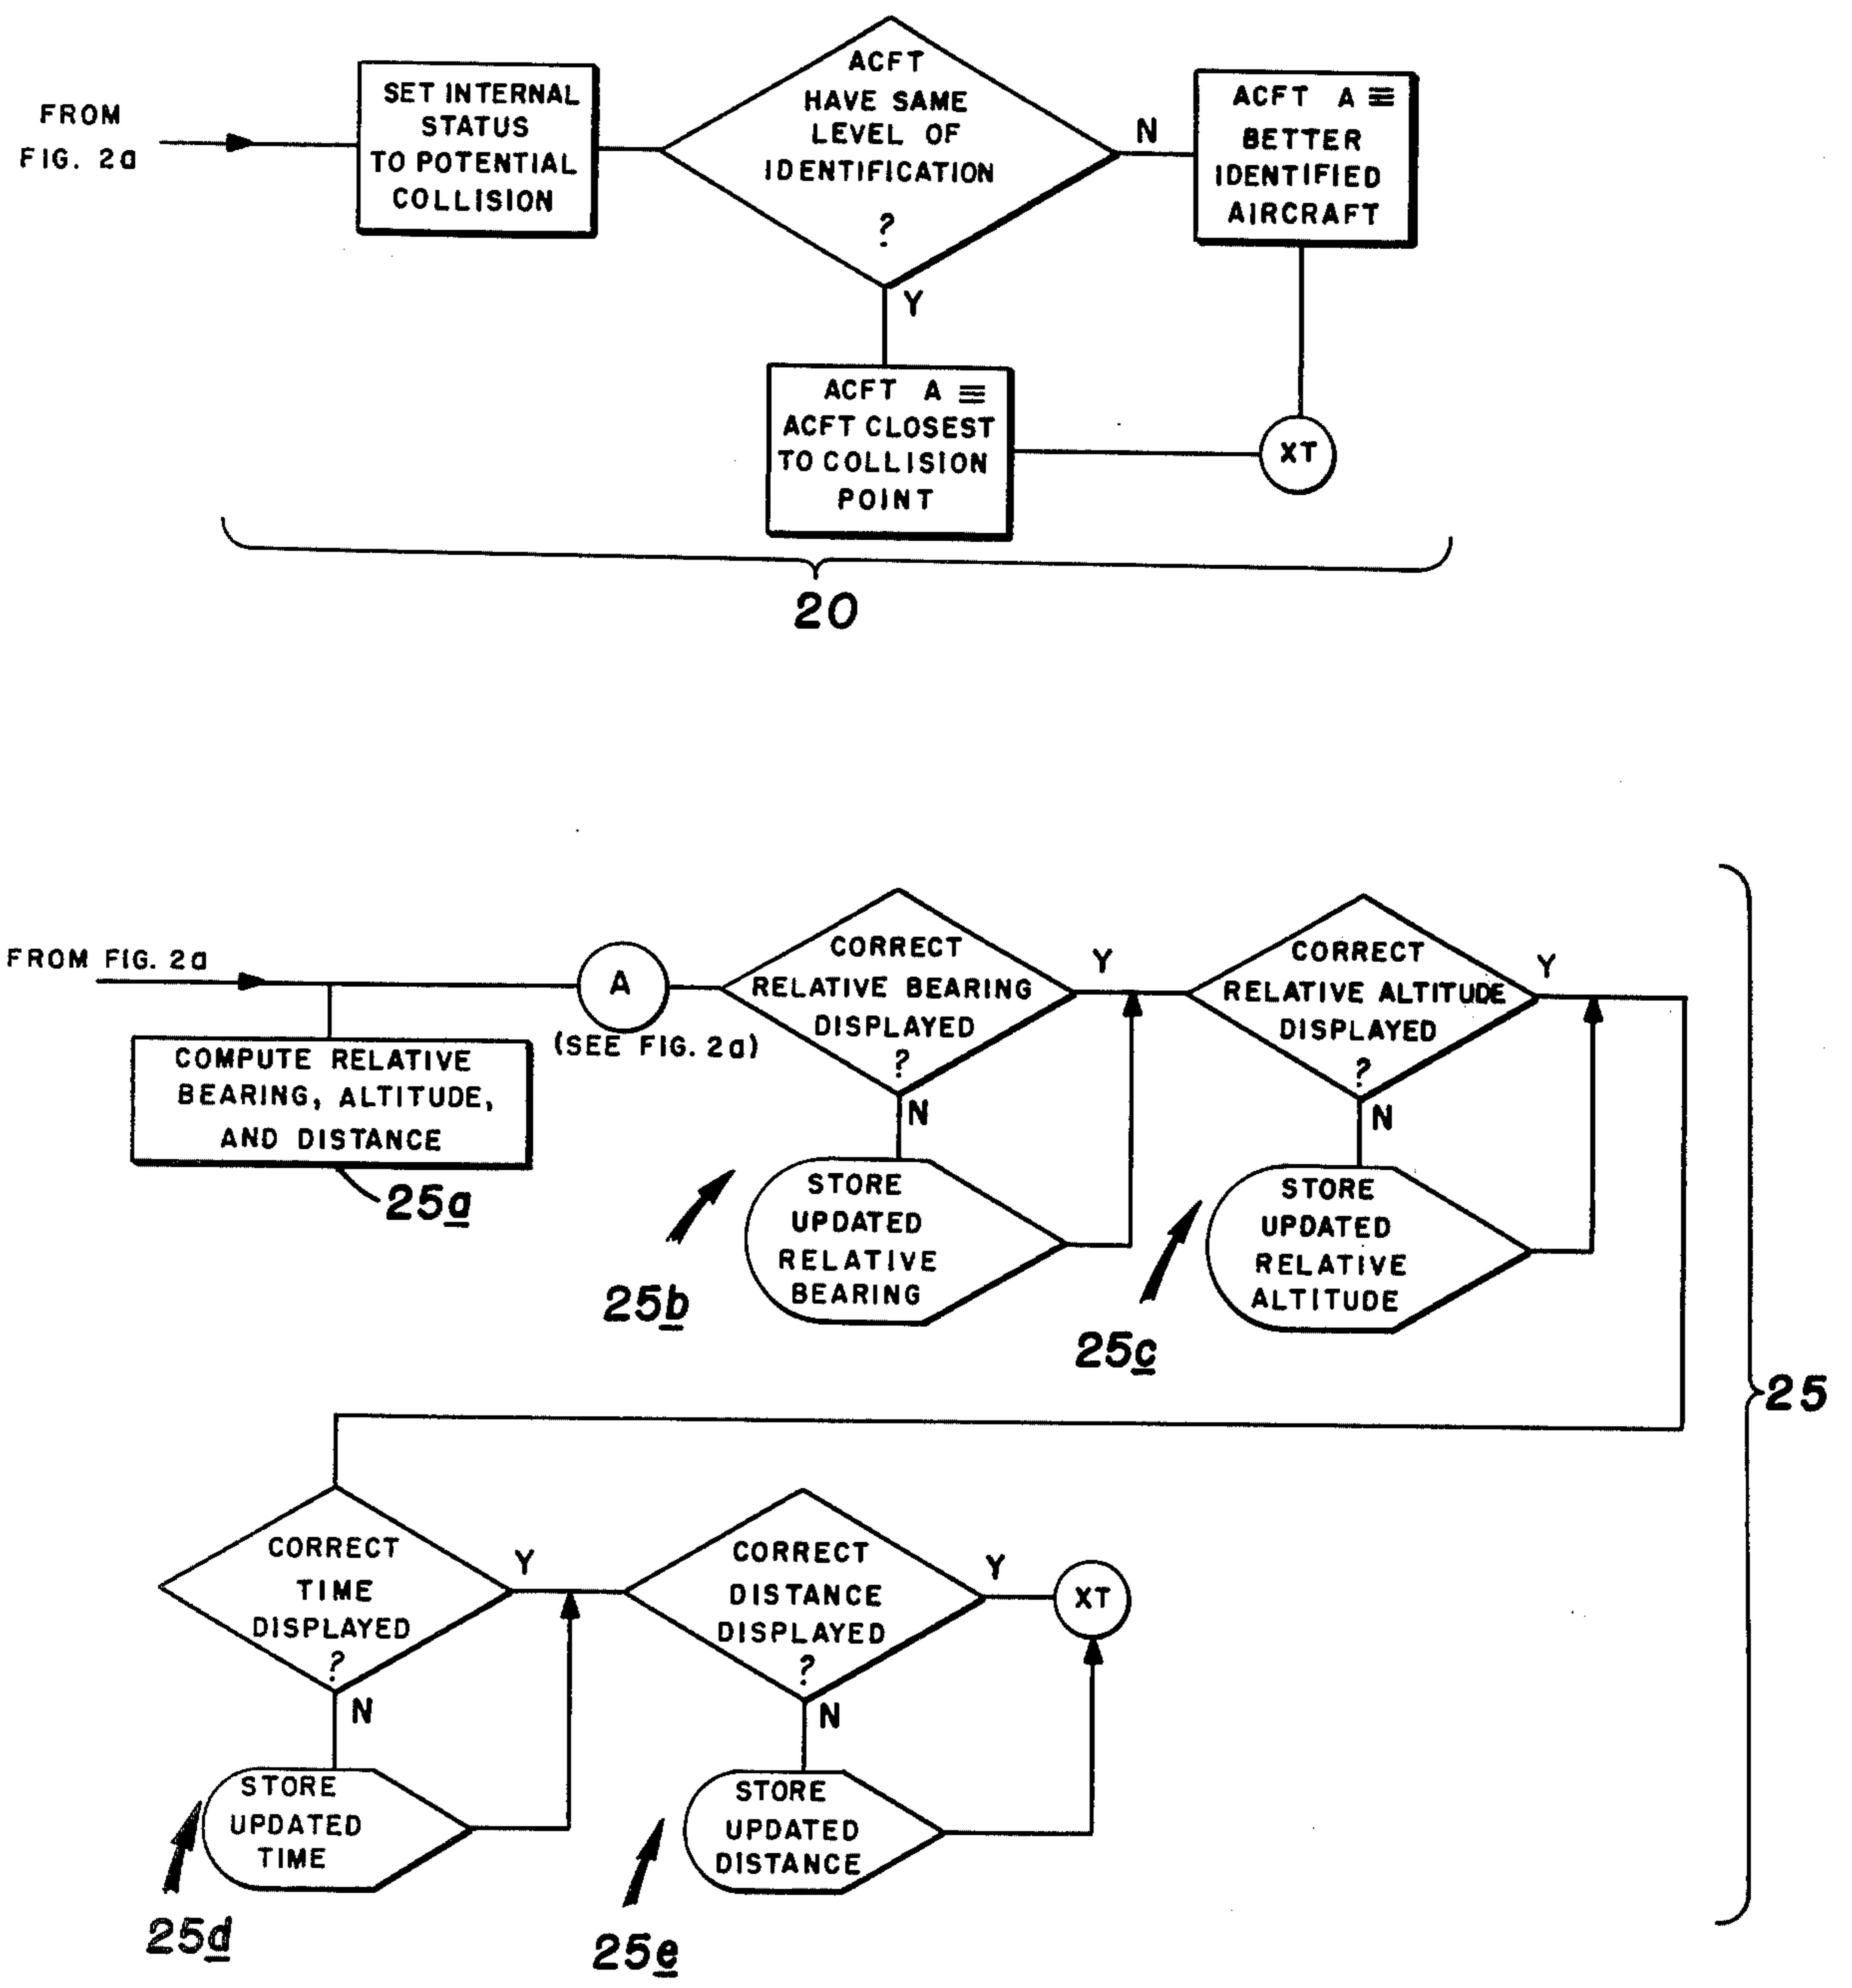 FROM
FIG. 2a
SET INTERNAL
STATUS
TO POTENTIAL
COLLISION
ACFT
HAVE SAME
LEVEL OF
IDENTIFICATION
?
N
Y
ACFT A ≡
BETTER
IDENTIFIED
AIRCRAFT
ACFT A ≡
ACFT CLOSEST
TO COLLISION
POINT
XT
20
FROM FIG. 2a
COMPUTE RELATIVE
BEARING, ALTITUDE,
AND DISTANCE
25a
A
(SEE FIG. 2a)
CORRECT
RELATIVE BEARING
DISPLAYED
?
Y
N
STORE
UPDATED
RELATIVE
BEARING
25b
CORRECT
RELATIVE ALTITUDE
DISPLAYED
?
Y
N
STORE
UPDATED
RELATIVE
ALTITUDE
25c
25
CORRECT
TIME
DISPLAYED
?
Y
N
STORE
UPDATED
TIME
25d
CORRECT
DISTANCE
DISPLAYED
?
Y
N
XT
STORE
UPDATED
DISTANCE
25e